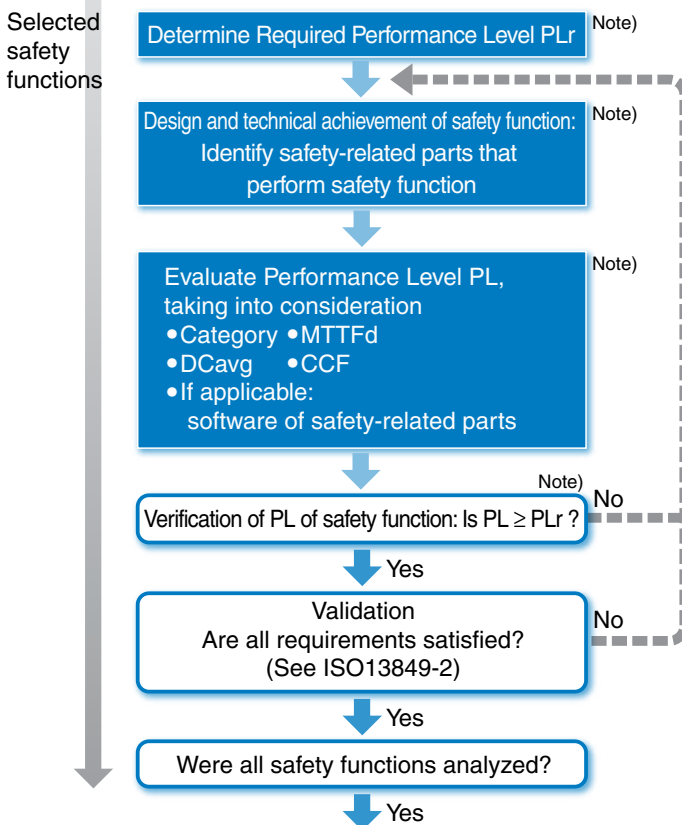 Selected
safety
functions
Determine Required Performance Level PLr
Note)
Design and technical achievement of safety function:
Note)
Identify safety-related parts that
perform safety function
Note)
Evaluate Performance Level PL,
taking into consideration
●Category ●MTTFd
●DCavg ●CCF
●If applicable:
software of safety-related parts
Note)
Verification of PL of safety function: Is PL ≥ PLr ?
No
Yes
Validation
Are all requirements satisfied?
(See ISO13849-2)
No
Yes
Were all safety functions analyzed?
Yes